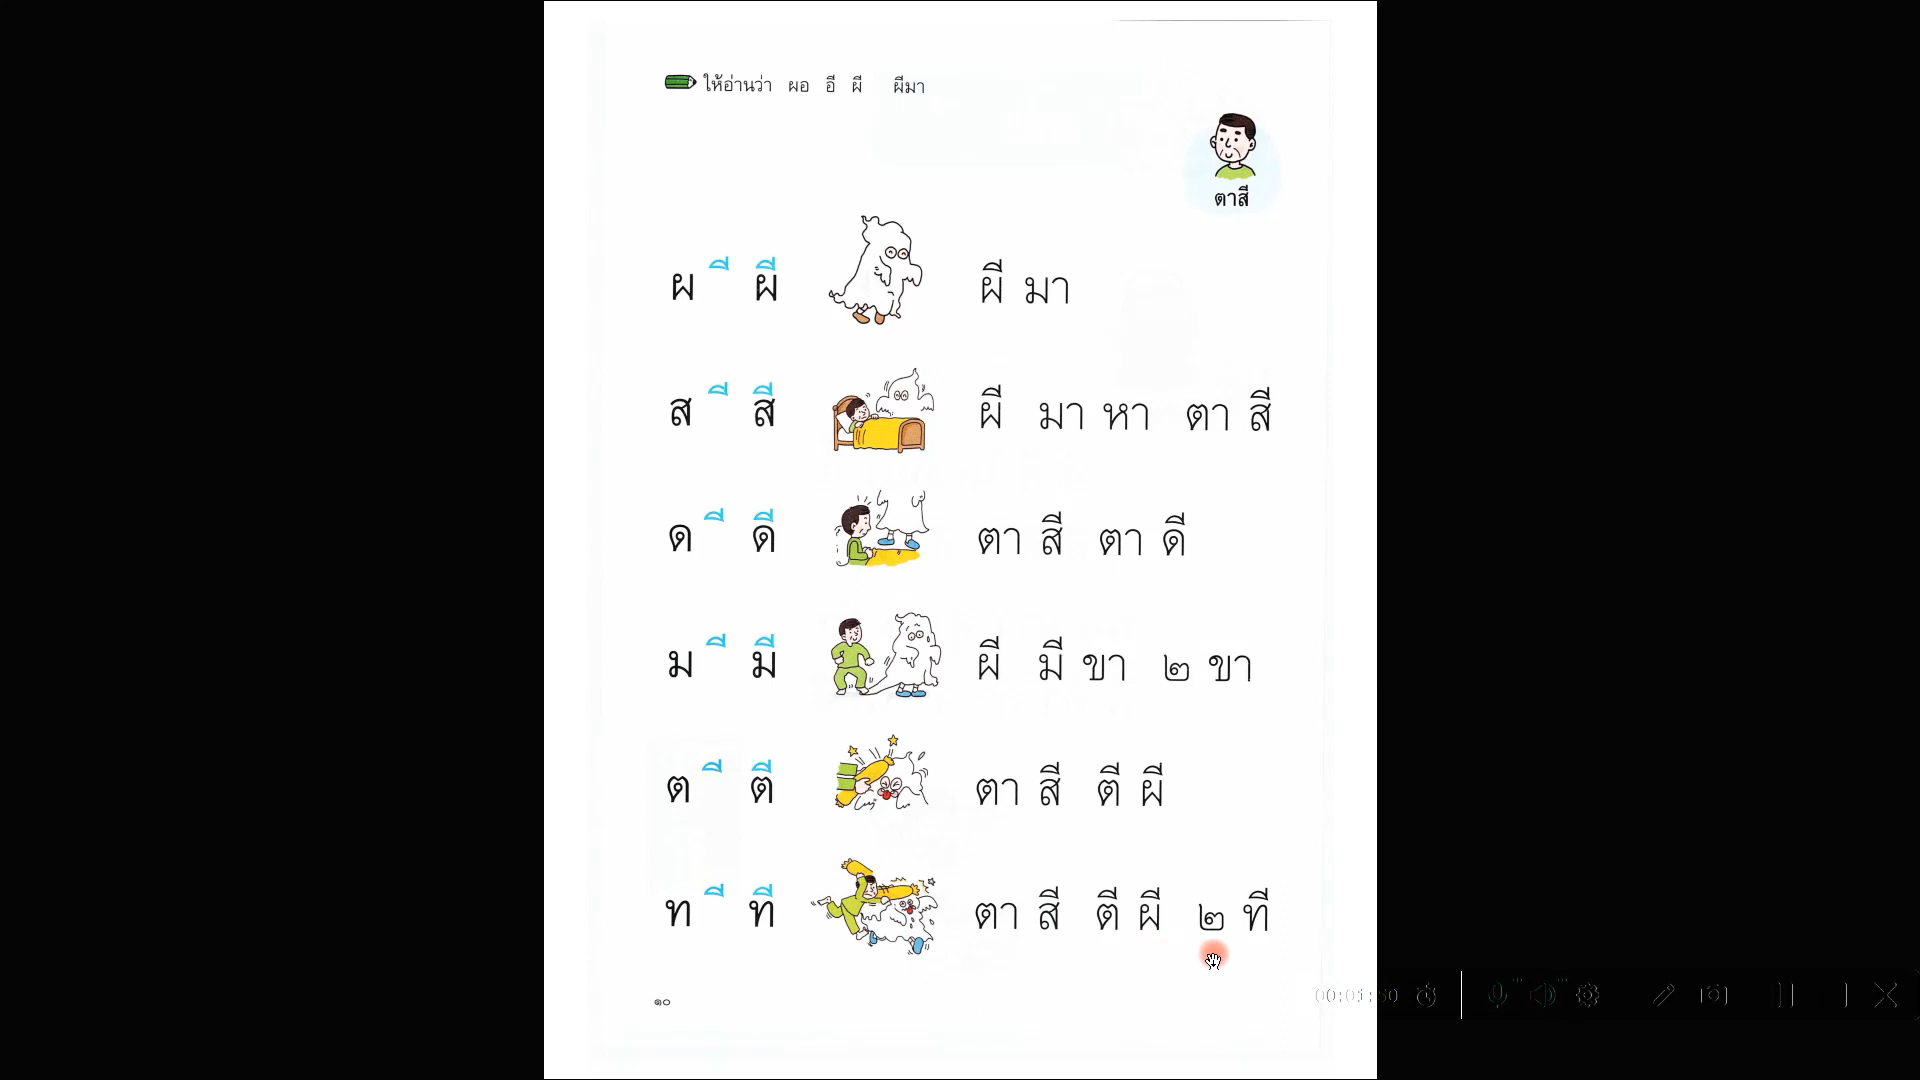 ให้อ่านว่า ผอ อี ผี ผีมา
ตาสี
ผ ี ผี ผี มา
ส ี สี ผี มา หา ตา สี
ด ี ดี ตา สี ตา ดี
ม ี มี ผี มี ขา ๒ ขา
ต ี ตี ตา สี ตี ผี
ท ี ที ตา สี ตี ผี ๒ ที
๑๐
00:01:50